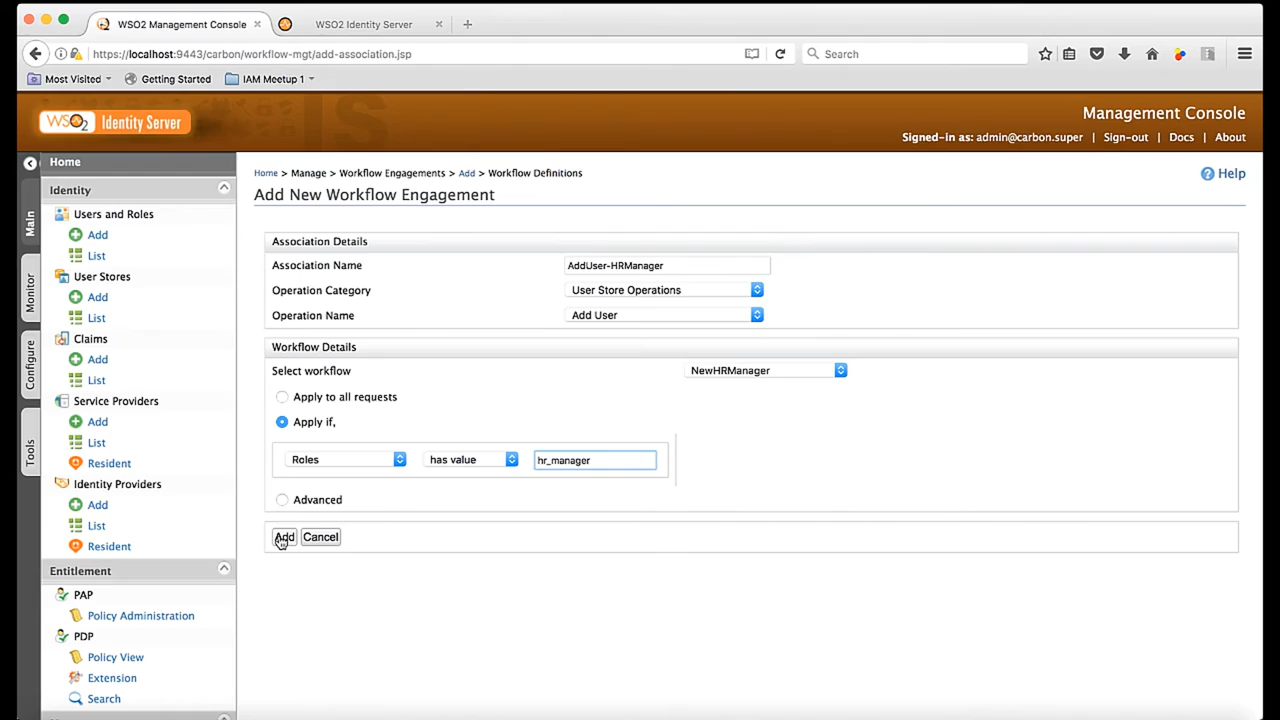 WSO2 Management Console
WSO2 Identity Server
https://localhost:9443/carbon/workflow-mgt/add-association.jsp
Search
Most Visited
Getting Started
IAM Meetup 1
WSO2 Identity Server
Management Console
Signed-in as: admin@carbon.super | Sign-out | Docs | About
Main
Monitor
Configure
Tools
Home
Identity
Users and Roles
Add
List
User Stores
Add
List
Claims
Add
List
Service Providers
Add
List
Resident
Identity Providers
Add
List
Resident
Entitlement
PAP
Policy Administration
PDP
Policy View
Extension
Search
Home > Manage > Workflow Engagements > Add > Workflow Definitions
Help
Add New Workflow Engagement
Association Details
Association Name AddUser-HRManager
Operation Category User Store Operations
Operation Name Add User
Workflow Details
Select workflow NewHRManager
Apply to all requests
Apply if,
Roles has value hr_manager
Advanced
Add Cancel